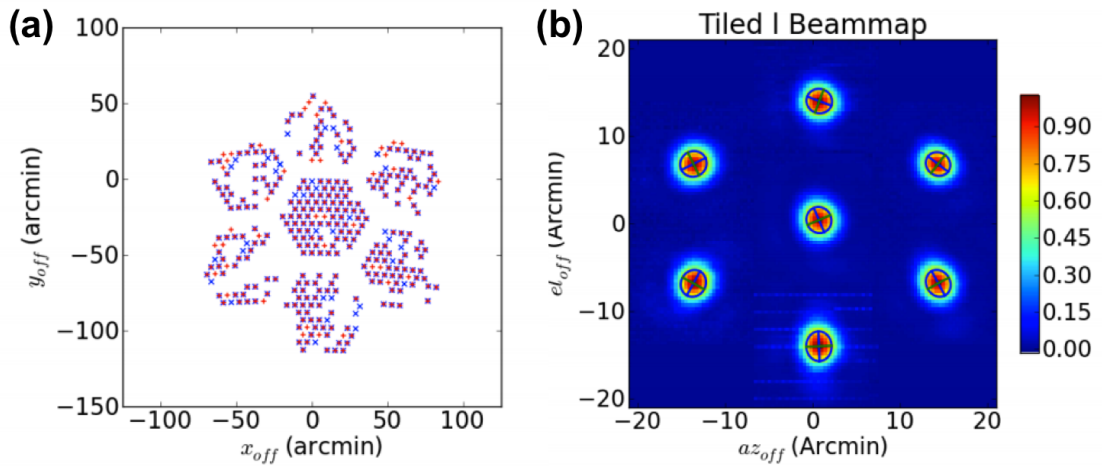 (a)
100
50
0
−50
−100
−150
−100 −50 0 50 100
x_off (arcmin)
y_off (arcmin)
(b)
Tiled I Beammap
20
10
0
−10
−20
−20 −10 0 10 20
az_off (Arcmin)
el_off (Arcmin)
0.90
0.75
0.60
0.45
0.30
0.15
0.00